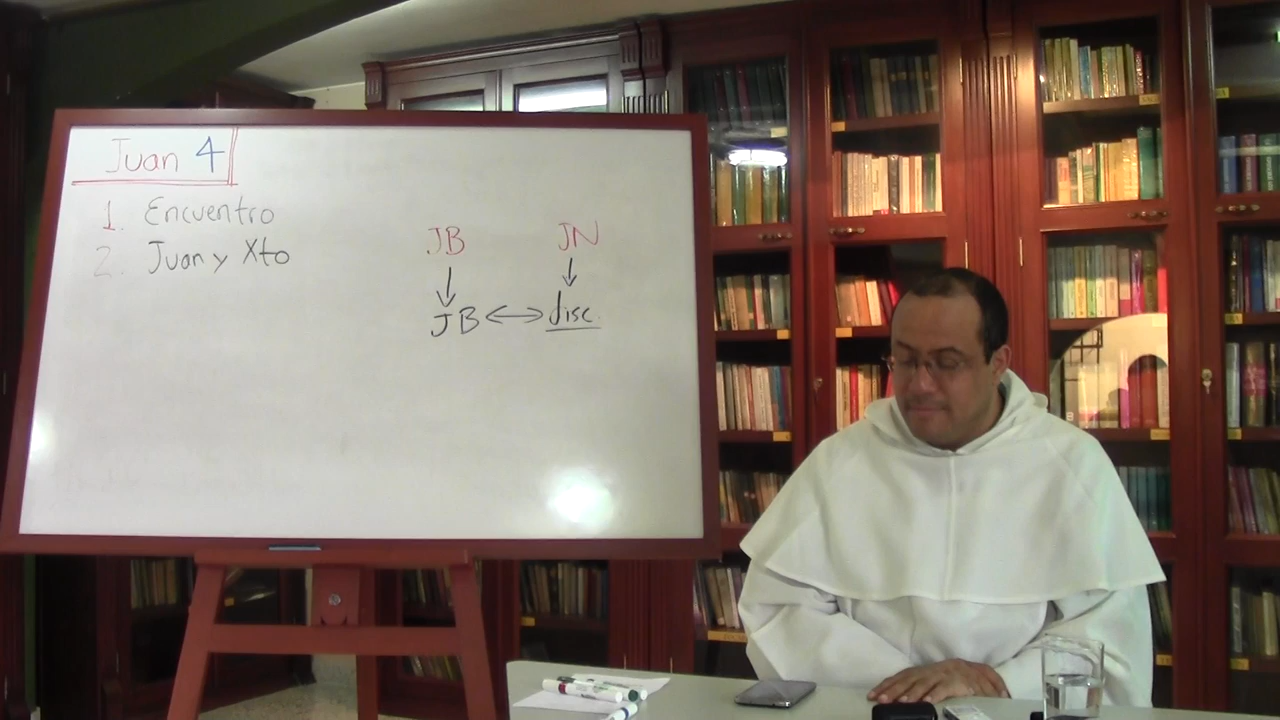 Juan 4
1. Encuentro
2. Juan y Xto
JB JN
JB disc.